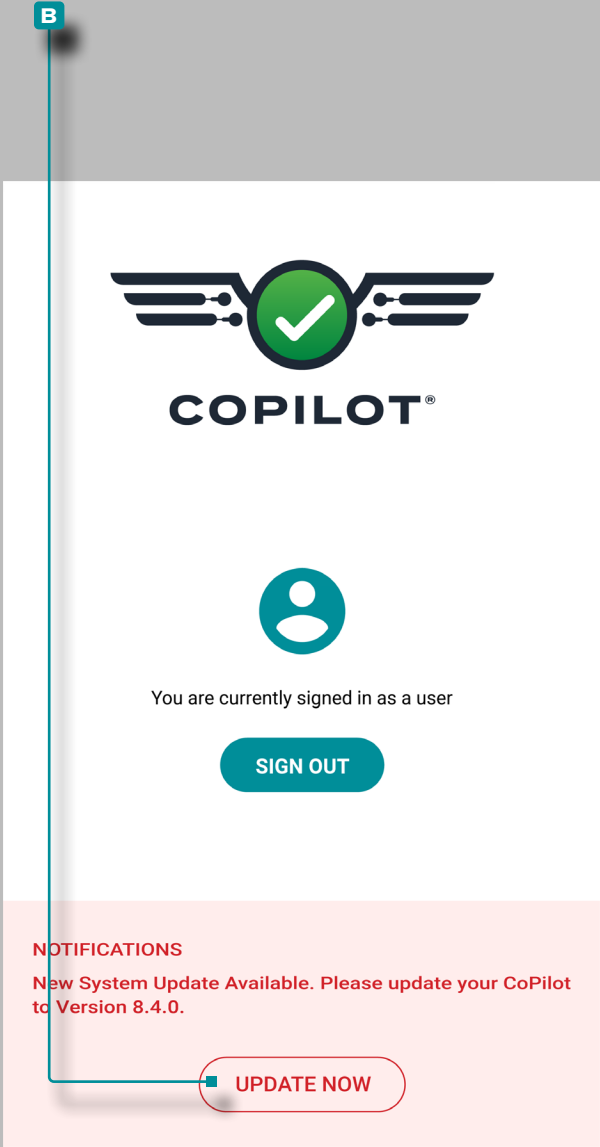 B
COPILOT®
You are currently signed in as a user
SIGN OUT
NOTIFICATIONS
New System Update Available. Please update your CoPilot
to Version 8.4.0.
UPDATE NOW